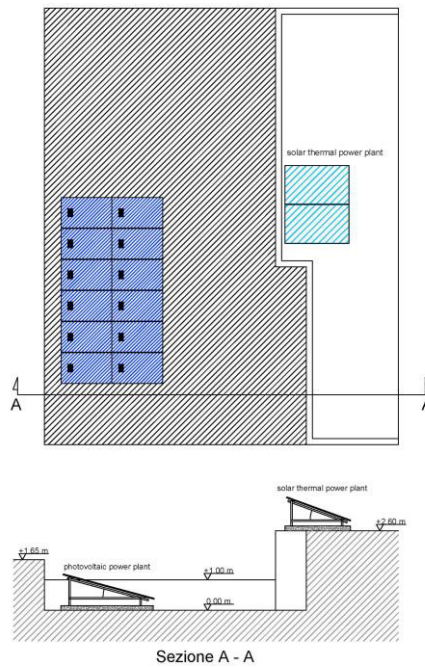 solar thermal power plant
A
A
solar thermal power plant
+2.60 m
+1.65 m
photovoltaic power plant
+1.00 m
0.00 m
Sezione A - A